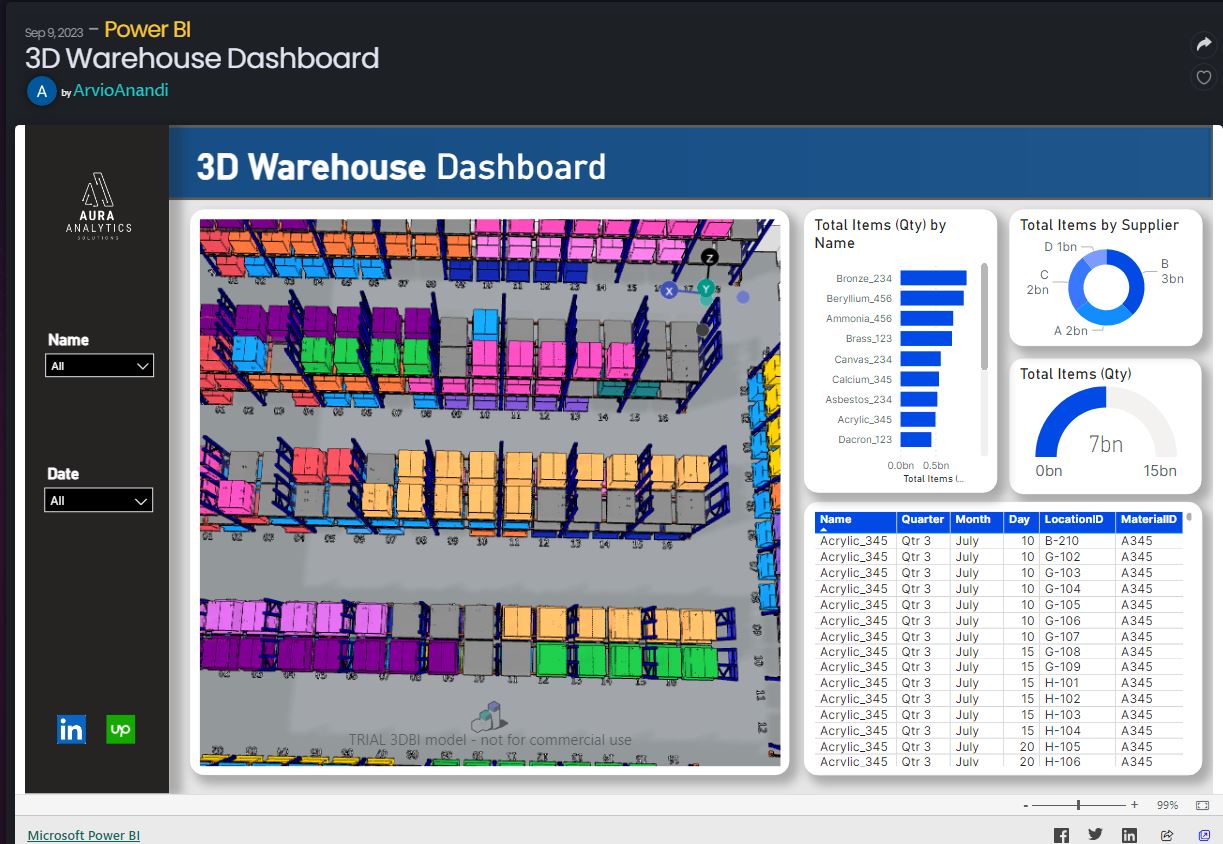 Sep 9, 2023 – Power BI
3D Warehouse Dashboard
A by ArvioAnandi
AURA
ANALYTICS
SOLUTIONS
3D Warehouse Dashboard
Name
All
Date
All
in
up
Z
X
Y
TRIAL 3DBI model - not for commercial use
Total Items (Qty) by
Name
Bronze_234
Beryllium_456
Ammonia_456
Brass_123
Canvas_234
Calcium_345
Asbestos_234
Acrylic_345
Dacron_123
0.0bn 0.5bn
Total Items (...
Total Items by Supplier
D 1bn
B
3bn
C
2bn
A 2bn
Total Items (Qty)
7bn
0bn 15bn
Name Quarter Month Day LocationID MaterialID
Acrylic_345 Qtr 3 July 10 B-210 A345
Acrylic_345 Qtr 3 July 10 G-102 A345
Acrylic_345 Qtr 3 July 10 G-103 A345
Acrylic_345 Qtr 3 July 10 G-104 A345
Acrylic_345 Qtr 3 July 10 G-105 A345
Acrylic_345 Qtr 3 July 10 G-106 A345
Acrylic_345 Qtr 3 July 10 G-107 A345
Acrylic_345 Qtr 3 July 15 G-108 A345
Acrylic_345 Qtr 3 July 15 G-109 A345
Acrylic_345 Qtr 3 July 15 H-101 A345
Acrylic_345 Qtr 3 July 15 H-102 A345
Acrylic_345 Qtr 3 July 15 H-103 A345
Acrylic_345 Qtr 3 July 15 H-104 A345
Acrylic_345 Qtr 3 July 20 H-105 A345
Acrylic_345 Qtr 3 July 20 H-106 A345
- + 99%
Microsoft Power BI